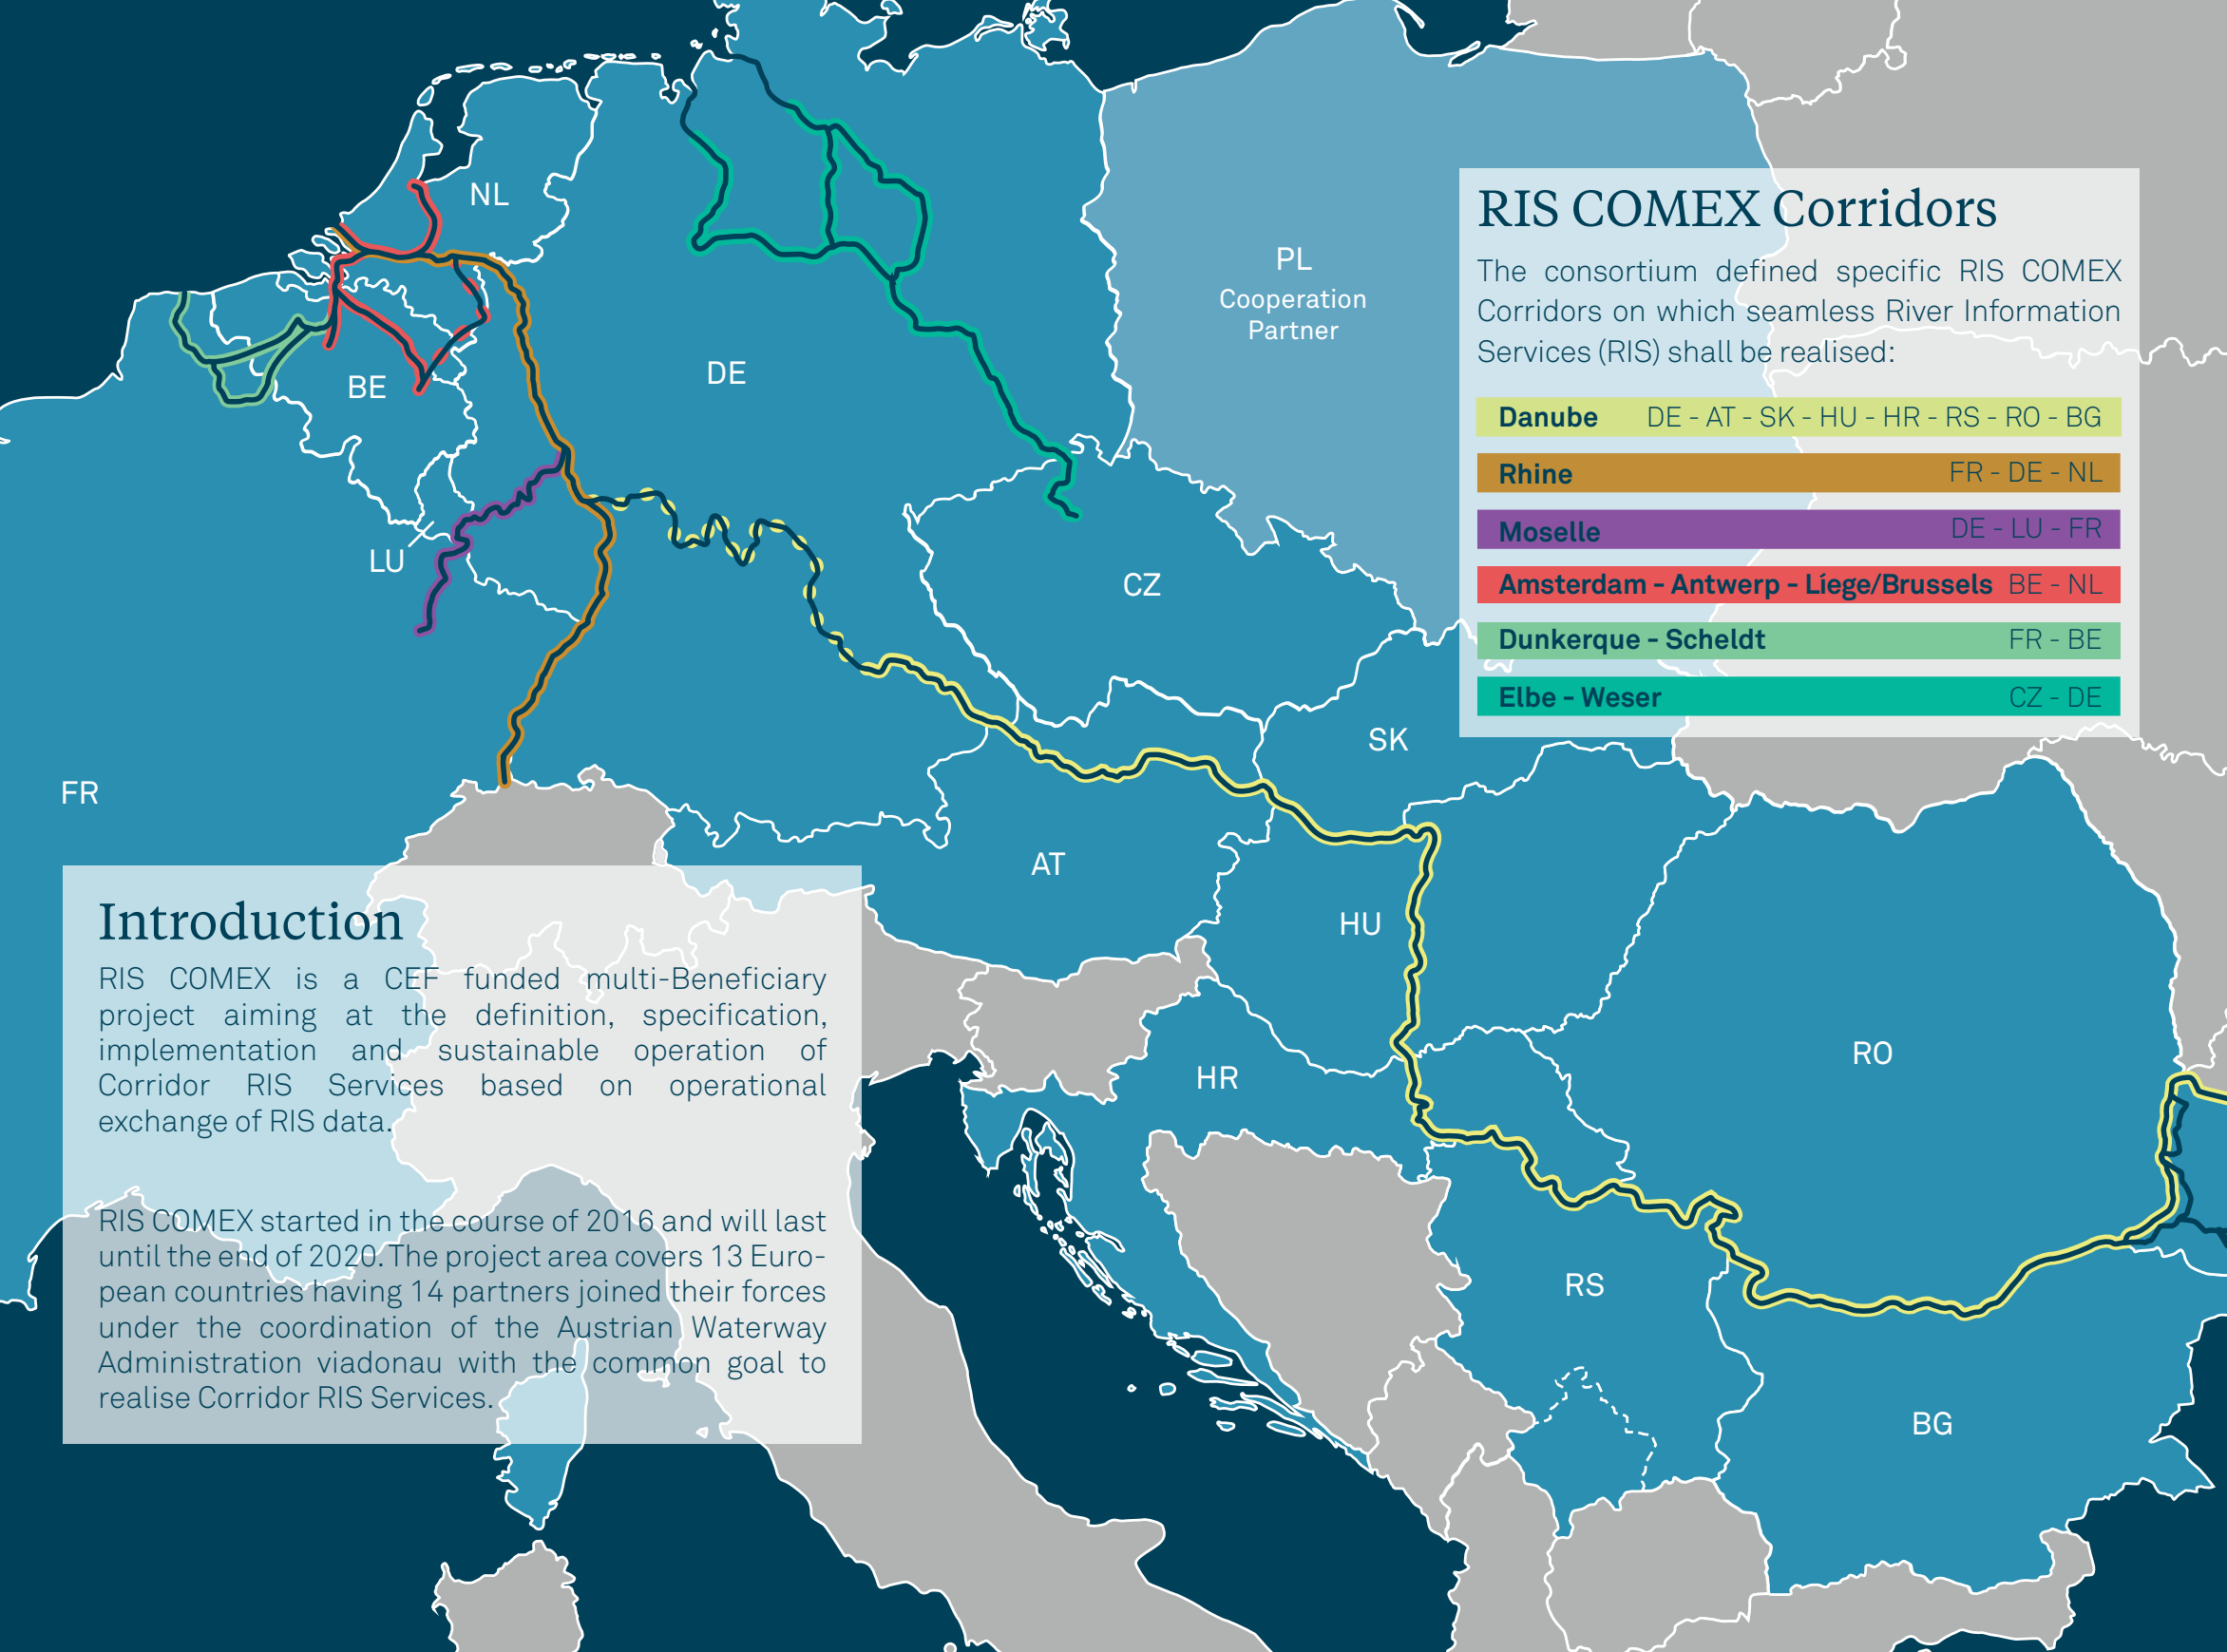 NL
PL
Cooperation
Partner
DE
BE
LU
CZ
FR
SK
AT
HU
HR
RO
RS
BG
RIS COMEX Corridors
The consortium defined specific RIS COMEX
Corridors on which seamless River Information
Services (RIS) shall be realised:
Danube DE - AT - SK - HU - HR - RS - RO - BG
Rhine FR - DE - NL
Moselle DE - LU - FR
Amsterdam - Antwerp - Líege/Brussels BE - NL
Dunkerque - Scheldt FR - BE
Elbe - Weser CZ - DE
Introduction
RIS COMEX is a CEF funded multi-Beneficiary
project aiming at the definition, specification,
implementation and sustainable operation of
Corridor RIS Services based on operational
exchange of RIS data.
RIS COMEX started in the course of 2016 and will last
until the end of 2020. The project area covers 13 Euro-
pean countries having 14 partners joined their forces
under the coordination of the Austrian Waterway
Administration viadonau with the common goal to
realise Corridor RIS Services.